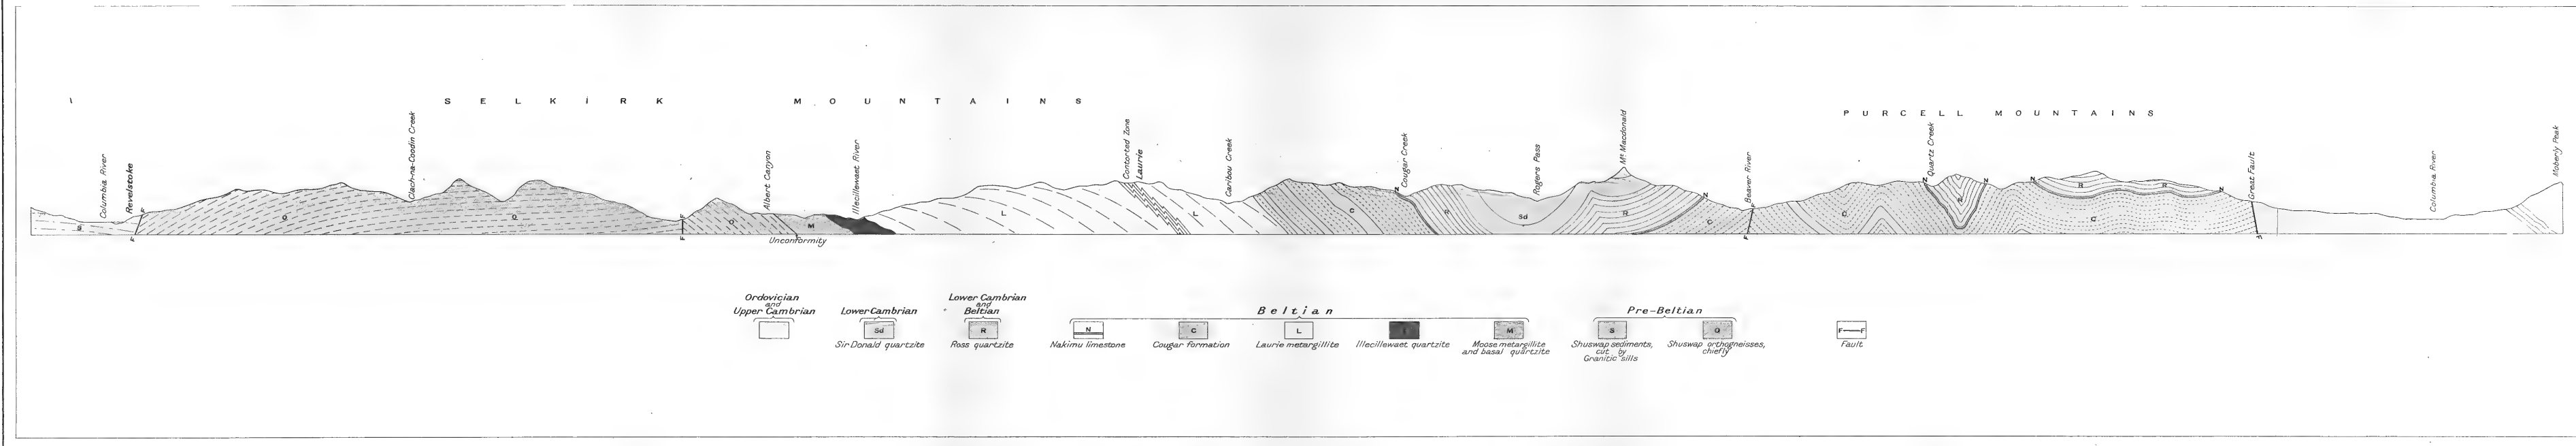 SELKIRK MOUNTAINS
PURCELL MOUNTAINS
Columbia River
Revelstoke
Clach-na-Coodin Creek
Albert Canyon
Illecillewaet River
Contorted Zone
Laurie
Caribou Creek
Cougar Creek
Rogers Pass
Mt. Macdonald
Beaver River
Quartz Creek
Great Fault
Columbia River
Moberly Peak
S
F
F
O
O
F
F
O
M
L
L
C
N
R
Sd
R
N
C
F
F
C
N
R
N
N
R
R
C
N
Unconformity
Ordovician
and
Upper Cambrian
Lower Cambrian
Sd
Sir Donald quartzite
Lower Cambrian
and
Beltian
R
Ross quartzite
Beltian
N
Nakimu limestone
C
Cougar formation
L
Laurie metargillite
I
Illecillewaet quartzite
M
Moose metargillite
and basal quartzite
Pre-Beltian
S
Shuswap sediments,
cut by
Granitic sills
O
Shuswap orthogneisses,
chiefly
F F
Fault